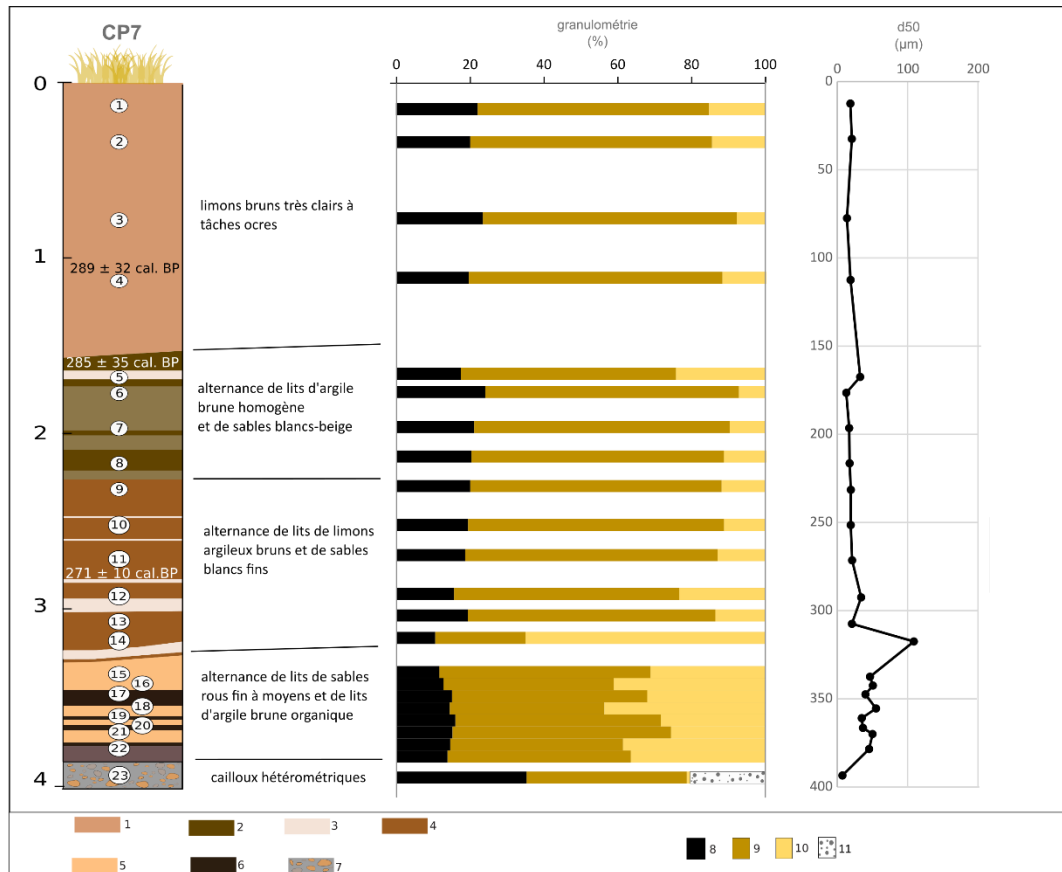 CP7
granulométrie
(%)
d50
(µm)
0 20 40 60 80 100
0 100 200
0
1
2
3
4
1
2
3
289 ± 32 cal. BP
4
285 ± 35 cal. BP
5
6
7
8
9
10
11
271 ± 10 cal.BP
12
13
14
15
16
17
18
19
20
21
22
23
limons bruns très clairs à
tâches ocres
alternance de lits d'argile
brune homogène
et de sables blancs-beige
alternance de lits de limons
argileux bruns et de sables
blancs fins
alternance de lits de sables
rous fin à moyens et de lits
d'argile brune organique
cailloux hétérométriques
0
50
100
150
200
250
300
350
400
1 2 3 4
5 6 7
8 9 10 11